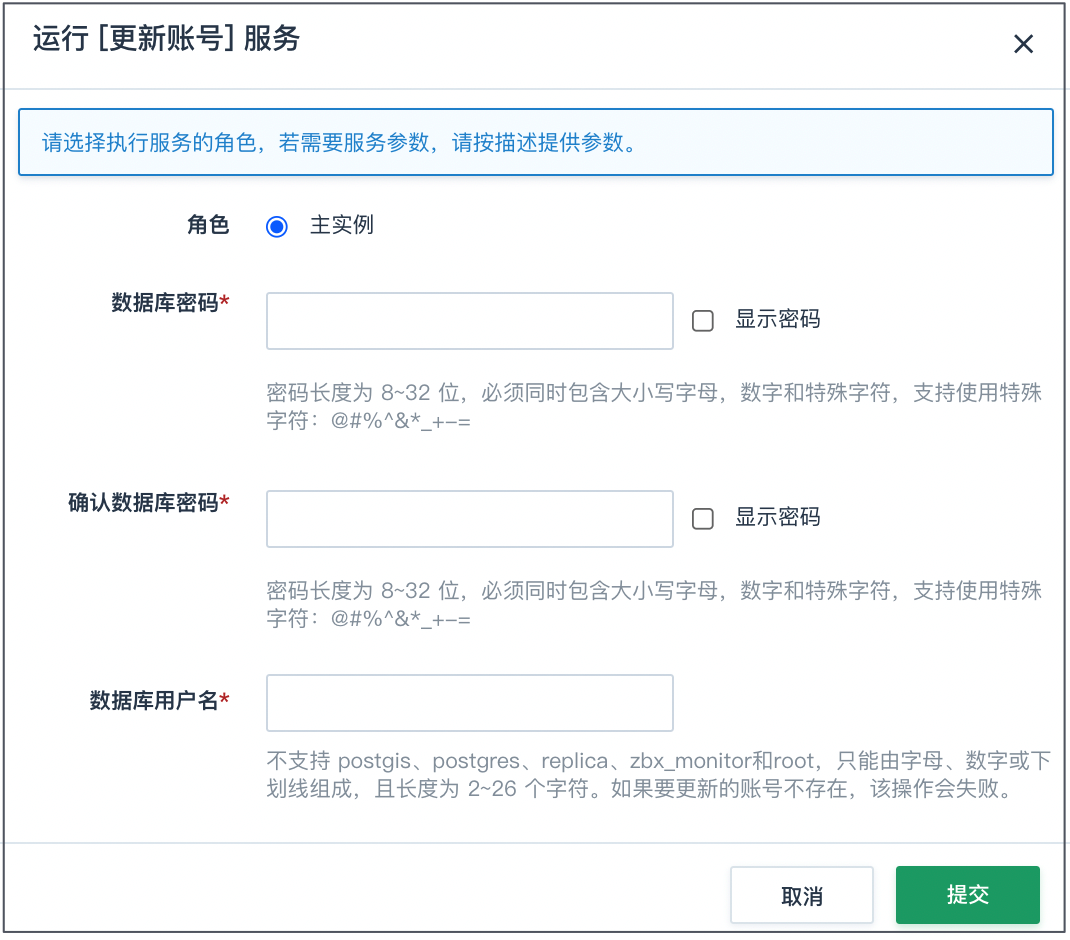 运行 [更新账号] 服务
请选择执行服务的角色，若需要服务参数，请按描述提供参数。
角色 主实例
数据库密码* 显示密码
密码长度为 8~32 位，必须同时包含大小写字母，数字和特殊字符，支持使用特殊
字符：@#%^&*_+-=
确认数据库密码* 显示密码
密码长度为 8~32 位，必须同时包含大小写字母，数字和特殊字符，支持使用特殊
字符：@#%^&*_+-=
数据库用户名*
不支持 postgis、postgres、replica、zbx_monitor和root，只能由字母、数字或下
划线组成，且长度为 2~26 个字符。如果要更新的账号不存在，该操作会失败。
取消 提交